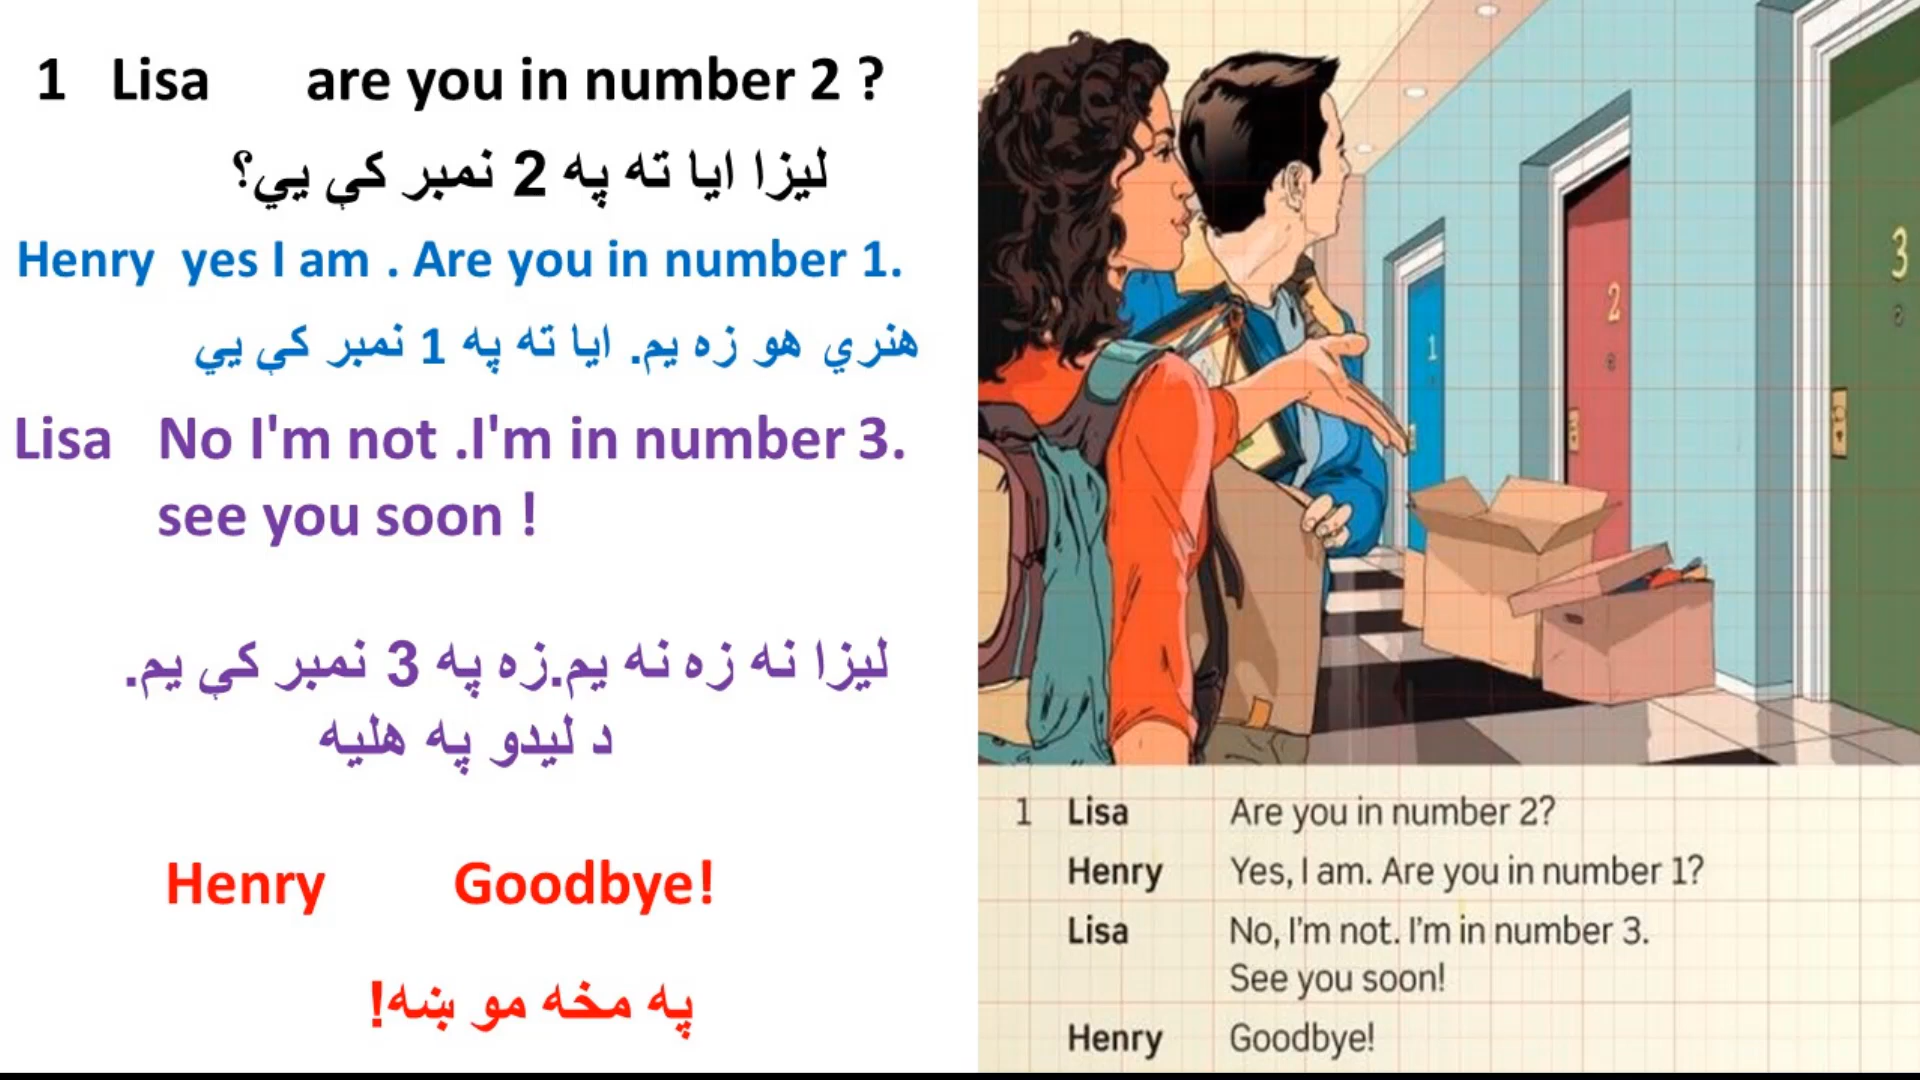 1 Lisa are you in number 2 ?
ليزا ايا ته په 2 نمبر کې يي؟
Henry yes I am . Are you in number 1.
هنري هو زه يم. ايا ته په 1 نمبر کې يي
Lisa No I'm not .I'm in number 3.
see you soon !
ليزا نه زه نه يم.زه په 3 نمبر کې يم.
د ليدو په هليه
Henry Goodbye!
په مخه مو ښه!
1
2
3
1 Lisa Are you in number 2?
Henry Yes, I am. Are you in number 1?
Lisa No, I'm not. I'm in number 3.
See you soon!
Henry Goodbye!